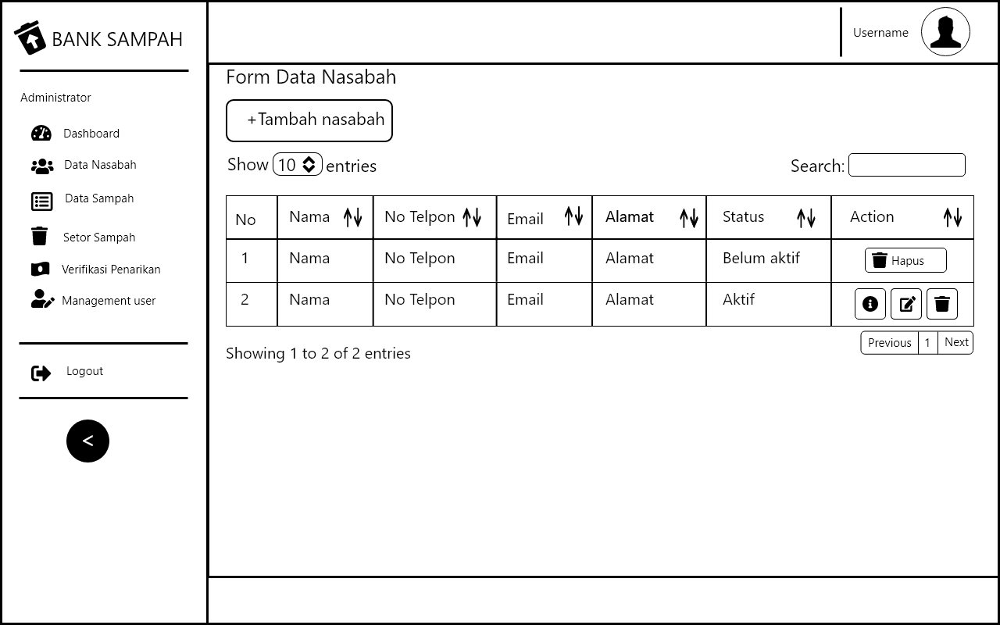 BANK SAMPAH
Username
Administrator
Dashboard
Data Nasabah
Data Sampah
Setor Sampah
Verifikasi Penarikan
Management user
Logout
<
Form Data Nasabah
+Tambah nasabah
Show 10 entries
Search:
No Nama No Telpon Email Alamat Status Action
1 Nama No Telpon Email Alamat Belum aktif Hapus
2 Nama No Telpon Email Alamat Aktif
Showing 1 to 2 of 2 entries
Previous 1 Next